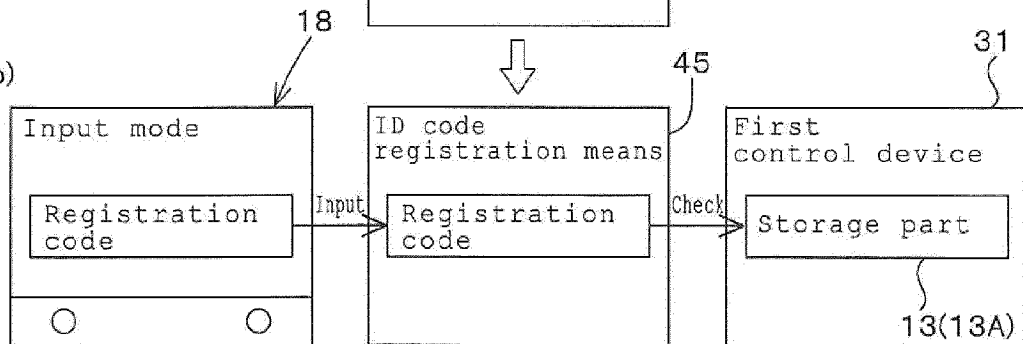 18
45
31
Input mode
Registration
code
Input
ID code
registration means
Registration
code
Check
First
control device
Storage part
13(13A)